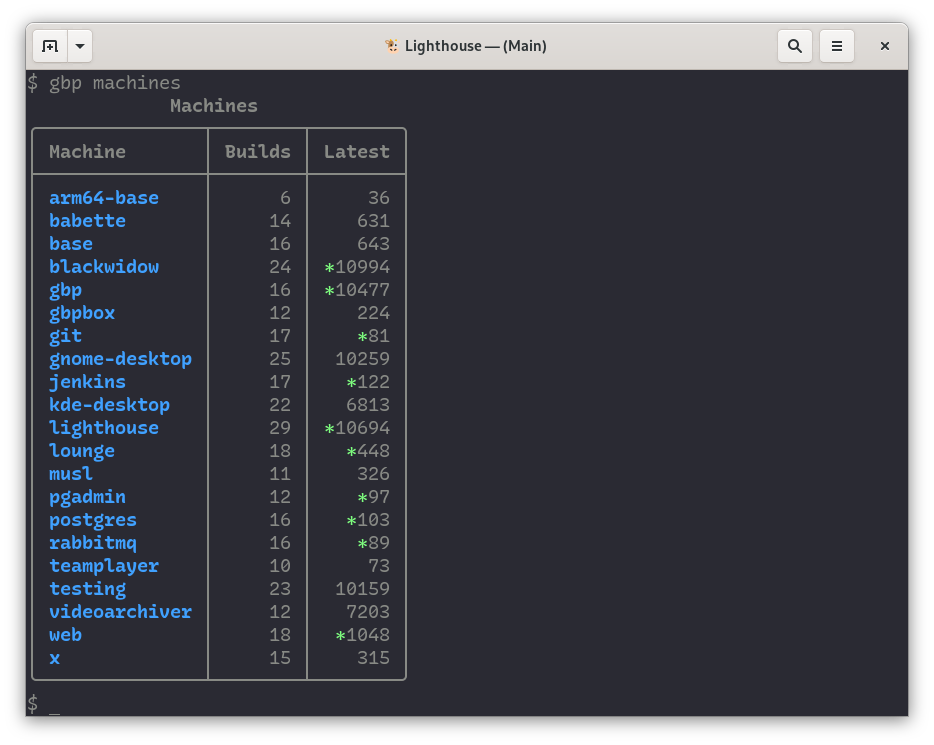 Lighthouse — (Main)
$ gbp machines
Machines
Machine Builds Latest
arm64-base 6 36
babette 14 631
base 16 643
blackwidow 24 *10994
gbp 16 *10477
gbpbox 12 224
git 17 *81
gnome-desktop 25 10259
jenkins 17 *122
kde-desktop 22 6813
lighthouse 29 *10694
lounge 18 *448
musl 11 326
pgadmin 12 *97
postgres 16 *103
rabbitmq 16 *89
teamplayer 10 73
testing 23 10159
videoarchiver 12 7203
web 18 *1048
x 15 315
$ _